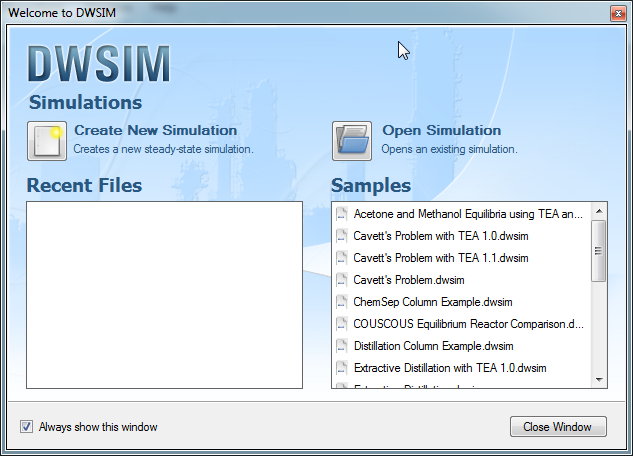 Welcome to DWSIM
DWSIM
Simulations
Create New Simulation
Creates a new steady-state simulation.
Open Simulation
Opens an existing simulation.
Recent Files
Samples
Acetone and Methanol Equilibria using TEA an...
Cavett's Problem with TEA 1.0.dwsim
Cavett's Problem with TEA 1.1.dwsim
Cavett's Problem.dwsim
ChemSep Column Example.dwsim
COUSCOUS Equilibrium Reactor Comparison.d...
Distillation Column Example.dwsim
Extractive Distillation with TEA 1.0.dwsim
Always show this window
Close Window